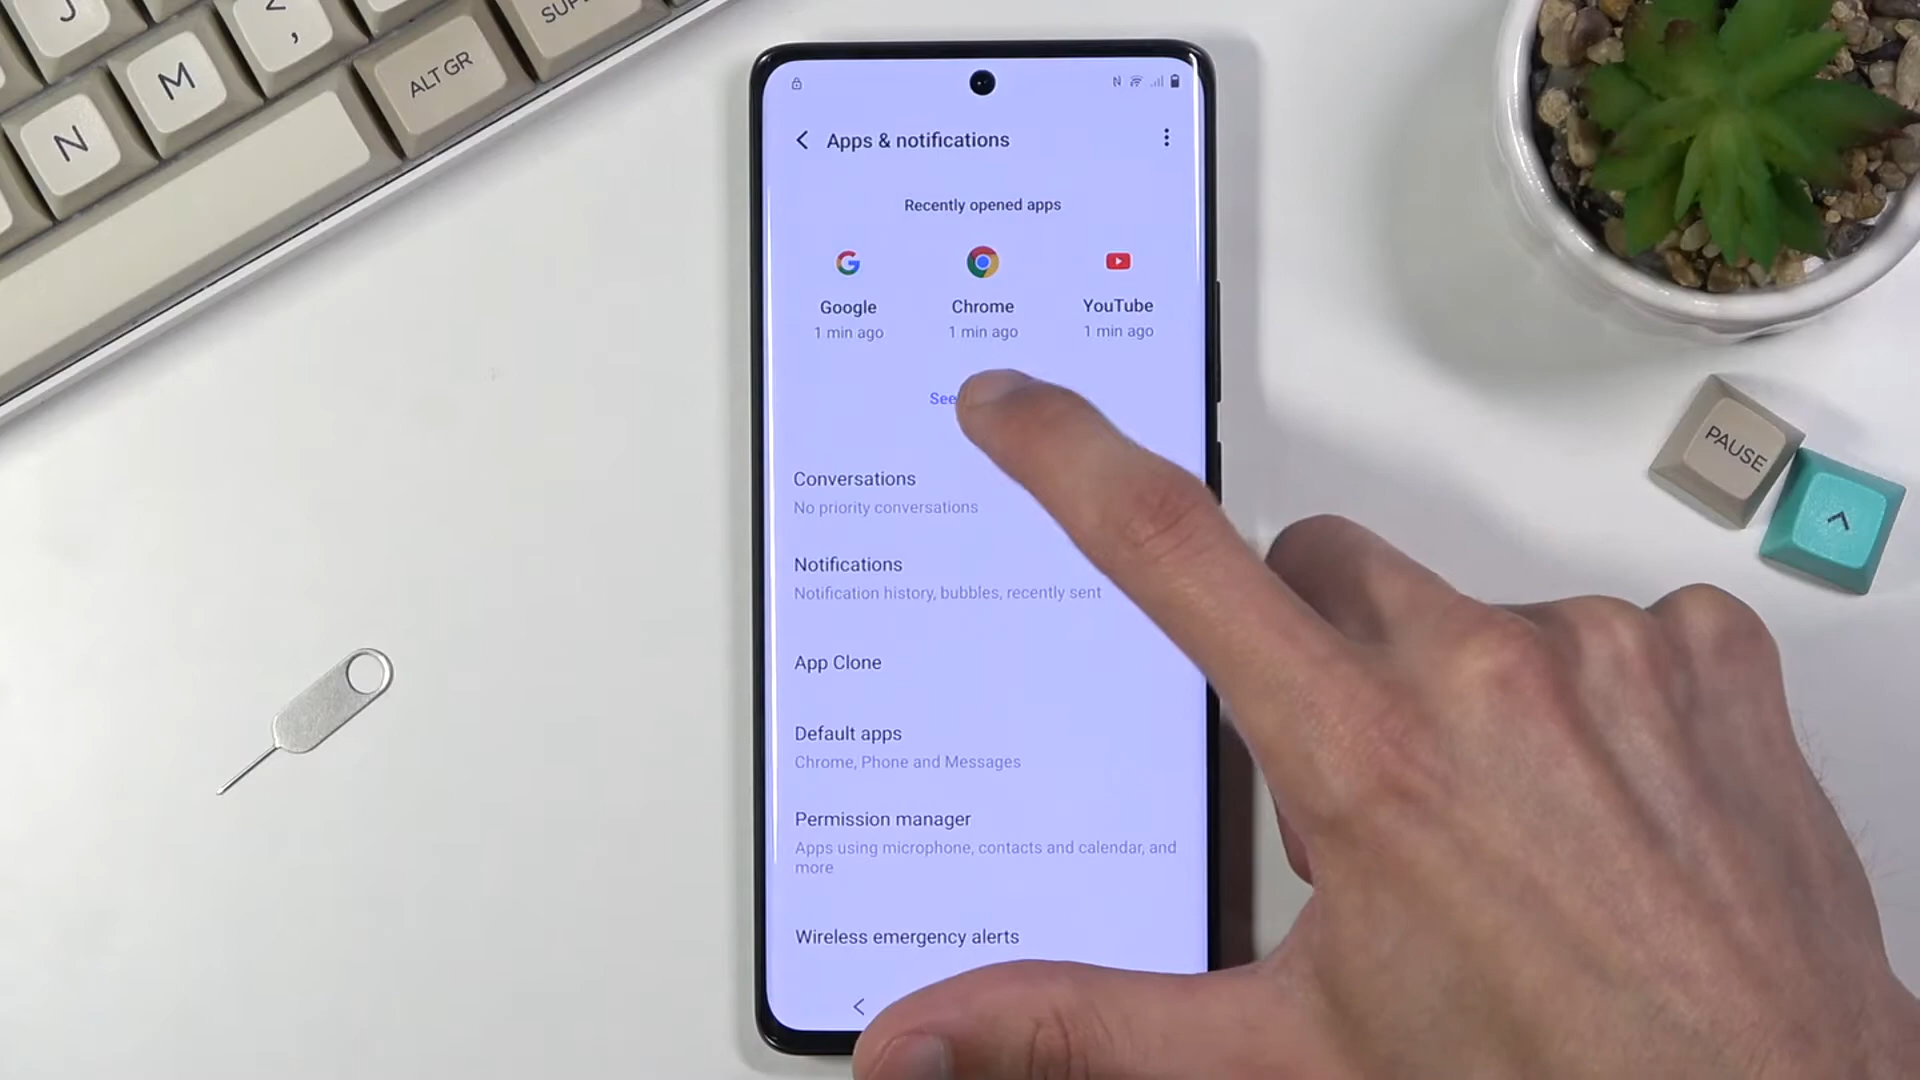 J
<
,
M
N
ALT GR
SUP
N
Apps & notifications
Recently opened apps
Google
Chrome
YouTube
1 min ago
1 min ago
1 min ago
See
Conversations
No priority conversations
Notifications
Notification history, bubbles, recently sent
App Clone
Default apps
Chrome, Phone and Messages
Permission manager
Apps using microphone, contacts and calendar, and
more
Wireless emergency alerts
PAUSE